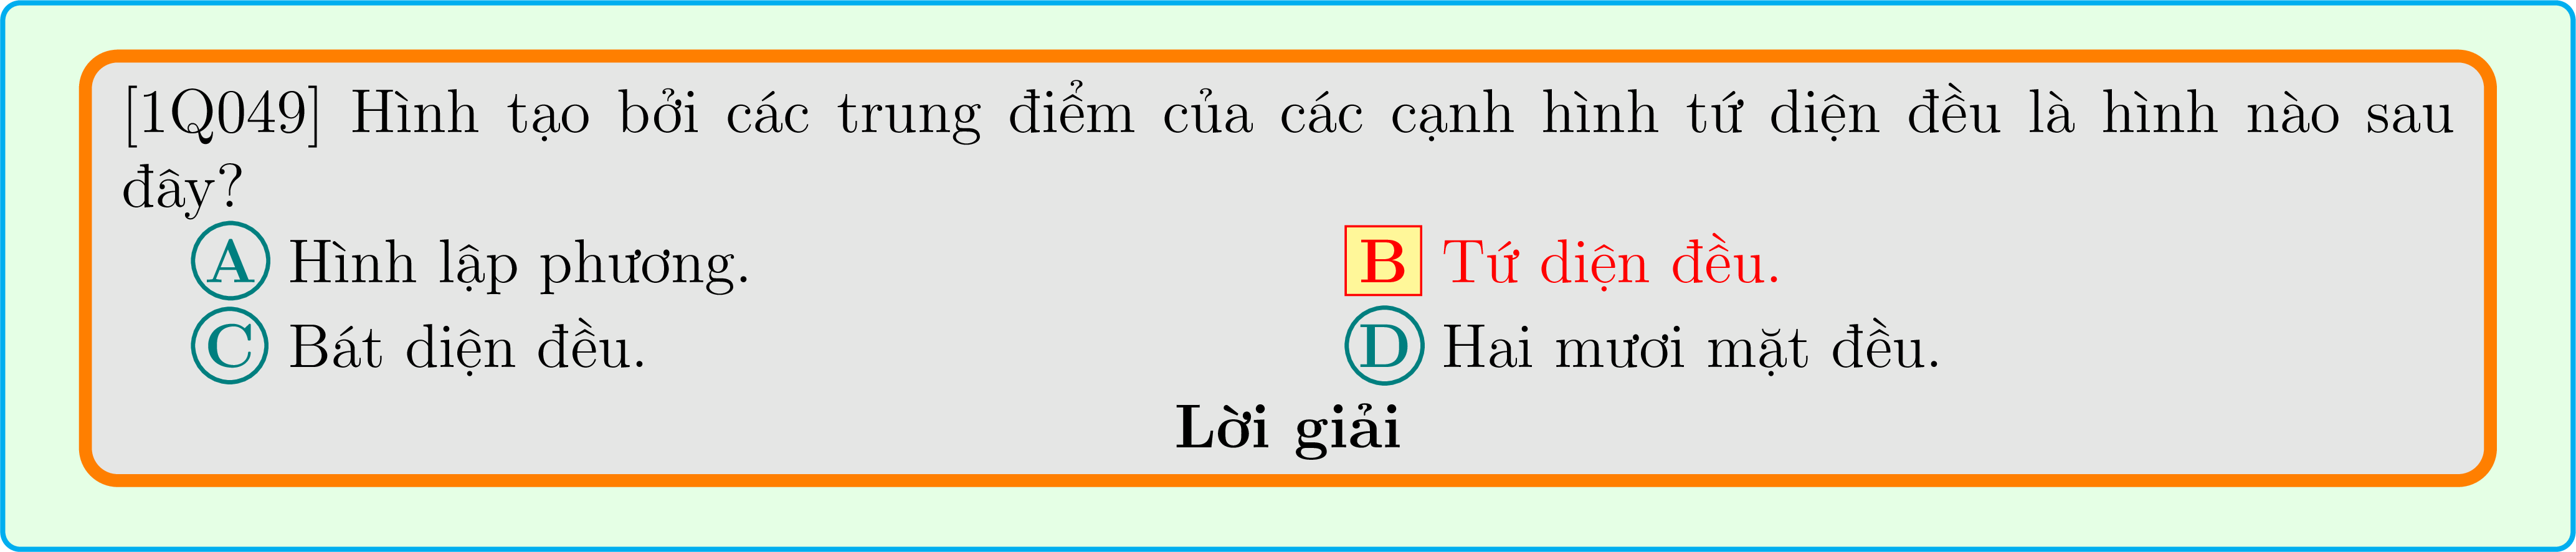 [1Q049] Hình tạo bởi các trung điểm của các cạnh hình tứ diện đều là hình nào sau
đây?
A Hình lập phương.
B Tứ diện đều.
C Bát diện đều.
D Hai mươi mặt đều.
Lời giải